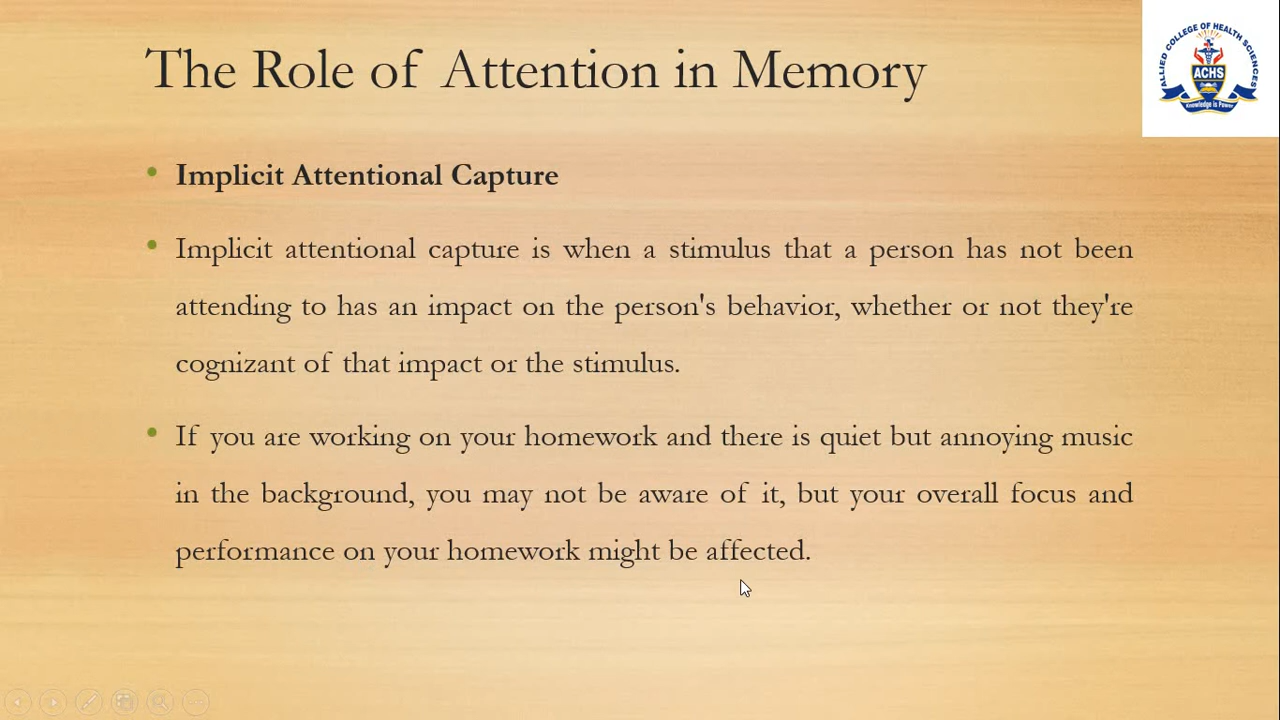 The Role of Attention in Memory
ALLIED COLLEGE OF HEALTH SCIENCES
ACHS
Knowledge is Power
• Implicit Attentional Capture
• Implicit attentional capture is when a stimulus that a person has not been
attending to has an impact on the person's behavior, whether or not they're
cognizant of that impact or the stimulus.
• If you are working on your homework and there is quiet but annoying music
in the background, you may not be aware of it, but your overall focus and
performance on your homework might be affected.